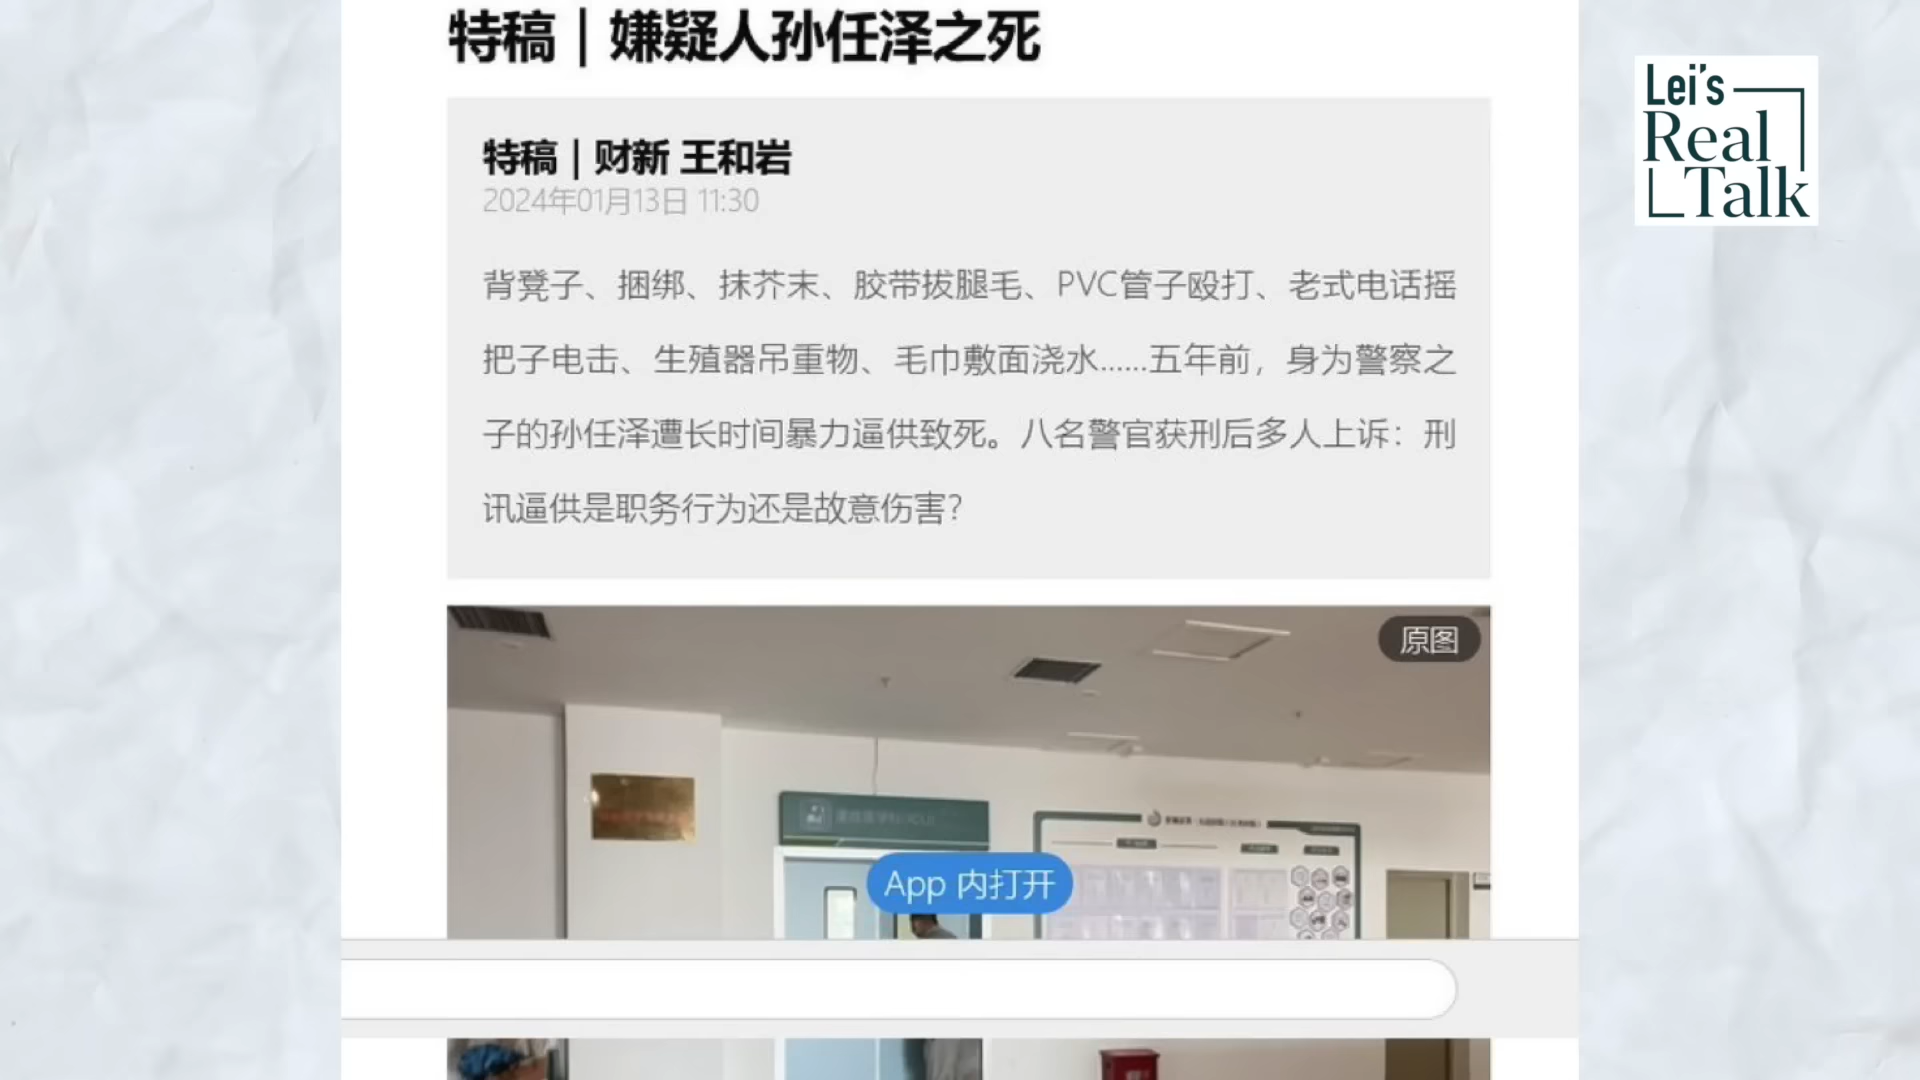 特稿｜嫌疑人孙任泽之死
特稿｜财新 王和岩
2024年01月13日 11:30
背凳子、捆绑、抹芥末、胶带拔腿毛、PVC管子殴打、老式电话摇
把子电击、生殖器吊重物、毛巾敷面浇水......五年前，身为警察之
子的孙任泽遭长时间暴力逼供致死。八名警官获刑后多人上诉：刑
讯逼供是职务行为还是故意伤害？
Lei's
Real
Talk
原图
App 内打开